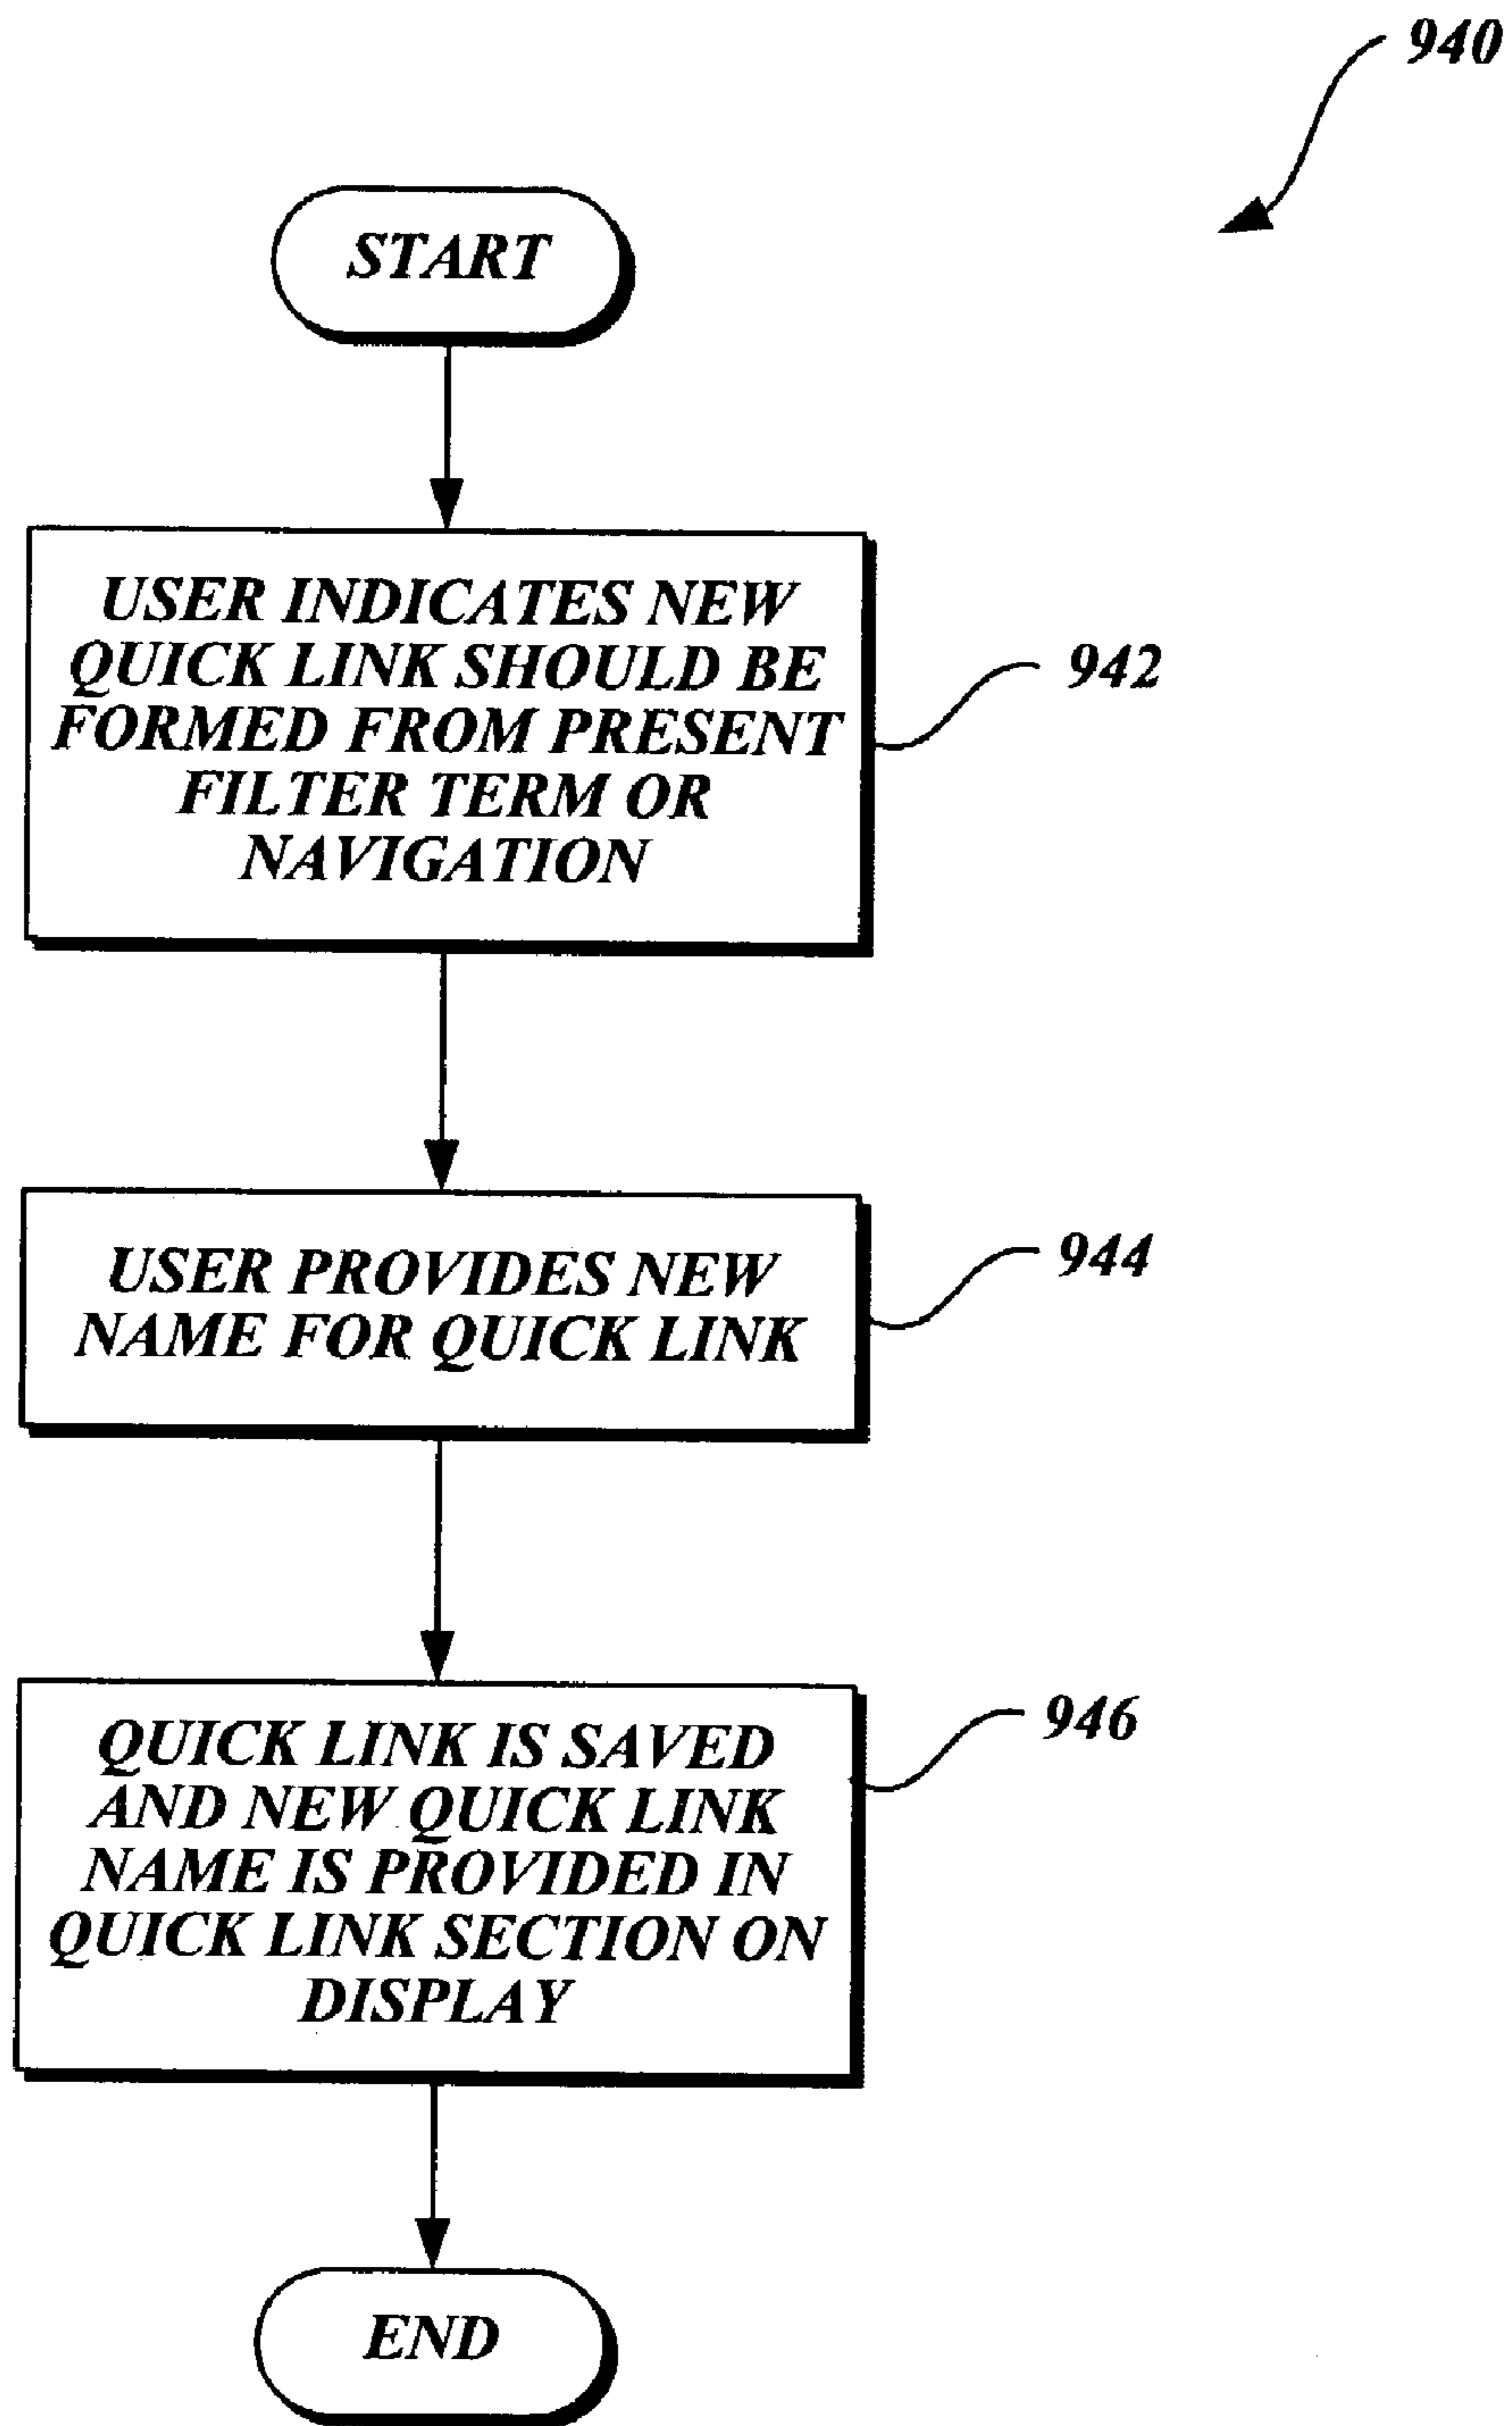 940
START
USER INDICATES NEW
QUICK LINK SHOULD BE
FORMED FROM PRESENT
FILTER TERM OR
NAVIGATION
942
USER PROVIDES NEW
NAME FOR QUICK LINK
944
QUICK LINK IS SAVED
AND NEW QUICK LINK
NAME IS PROVIDED IN
QUICK LINK SECTION ON
DISPLAY
946
END